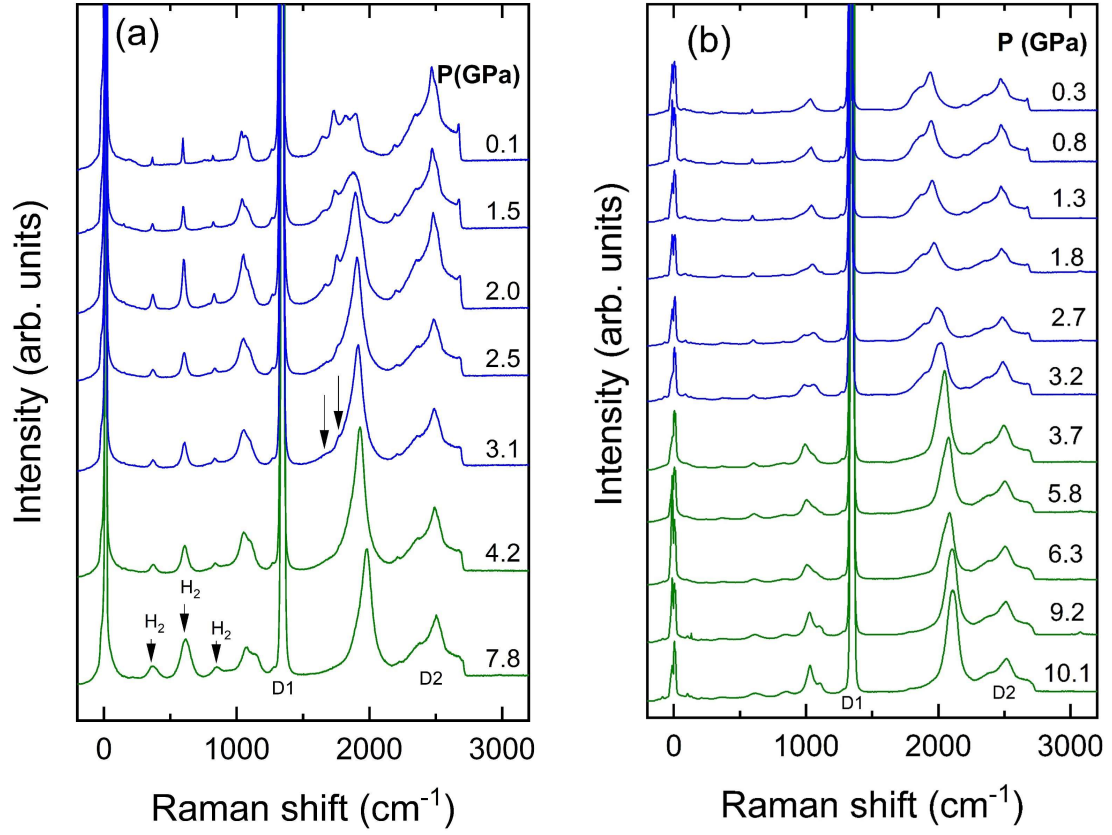 (a)
P(GPa)
0.1
1.5
2.0
2.5
3.1
4.2
7.8
H2
H2
H2
D1
D2
0 1000 2000 3000
Raman shift (cm-1)
Intensity (arb. units)
(b)
P (GPa)
0.3
0.8
1.3
1.8
2.7
3.2
3.7
5.8
6.3
9.2
10.1
D1
D2
0 1000 2000 3000
Raman shift (cm-1)
Intensity (arb. units)